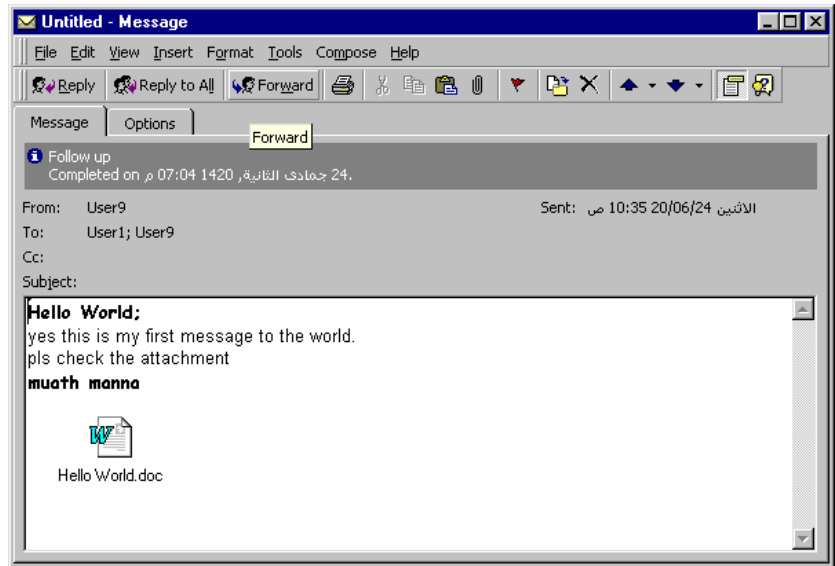 Untitled - Message
File Edit View Insert Format Tools Compose Help
Reply Reply to All Forward
Message Options
Forward
Follow up
Completed on 24 جمادى الثانية, 1420 07:04 م.
From: User9 Sent: الاثنين 20/06/24 10:35 ص
To: User1; User9
Cc:
Subject:
Hello World;
yes this is my first message to the world.
pls check the attachment
muath manna
Hello World.doc